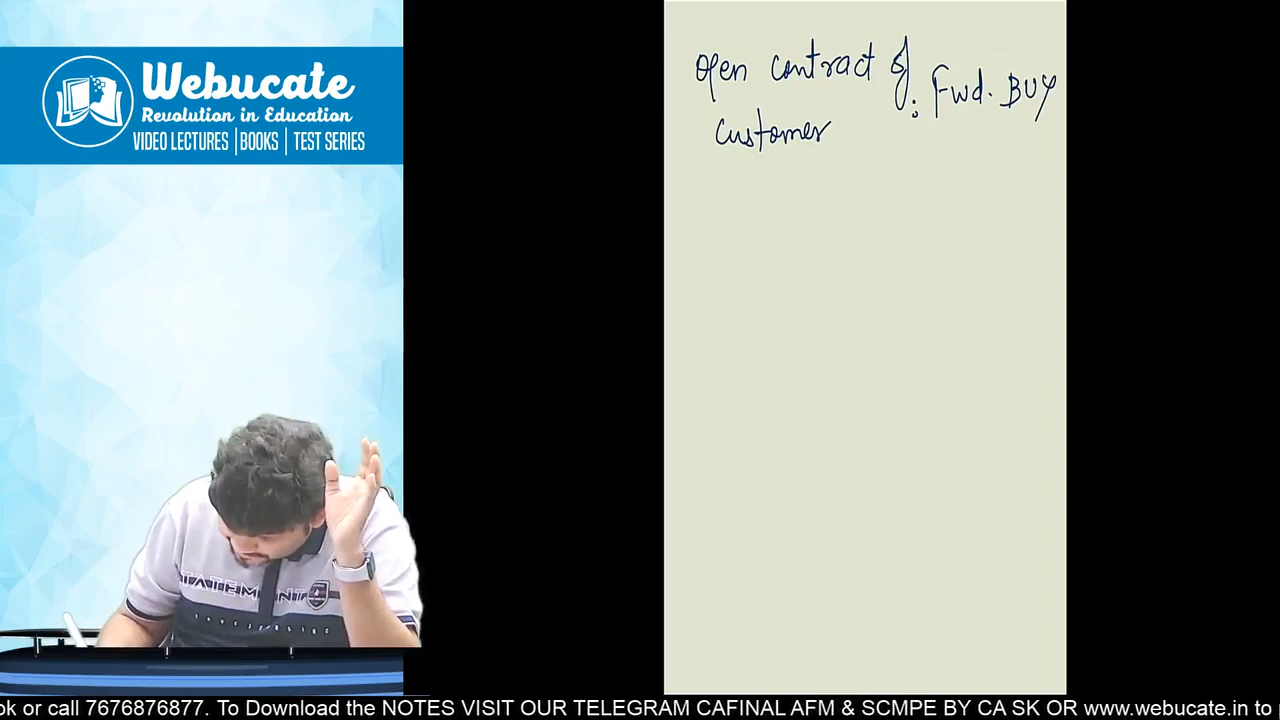 Webucate
Revolution in Education
VIDEO LECTURES | BOOKS | TEST SERIES
Open contract of : Fwd. BUY
customer
TATEMENT
ok or call 7676876877. To Download the NOTES VISIT OUR TELEGRAM CAFINAL AFM & SCMPE BY CA SK OR www.webucate.in to